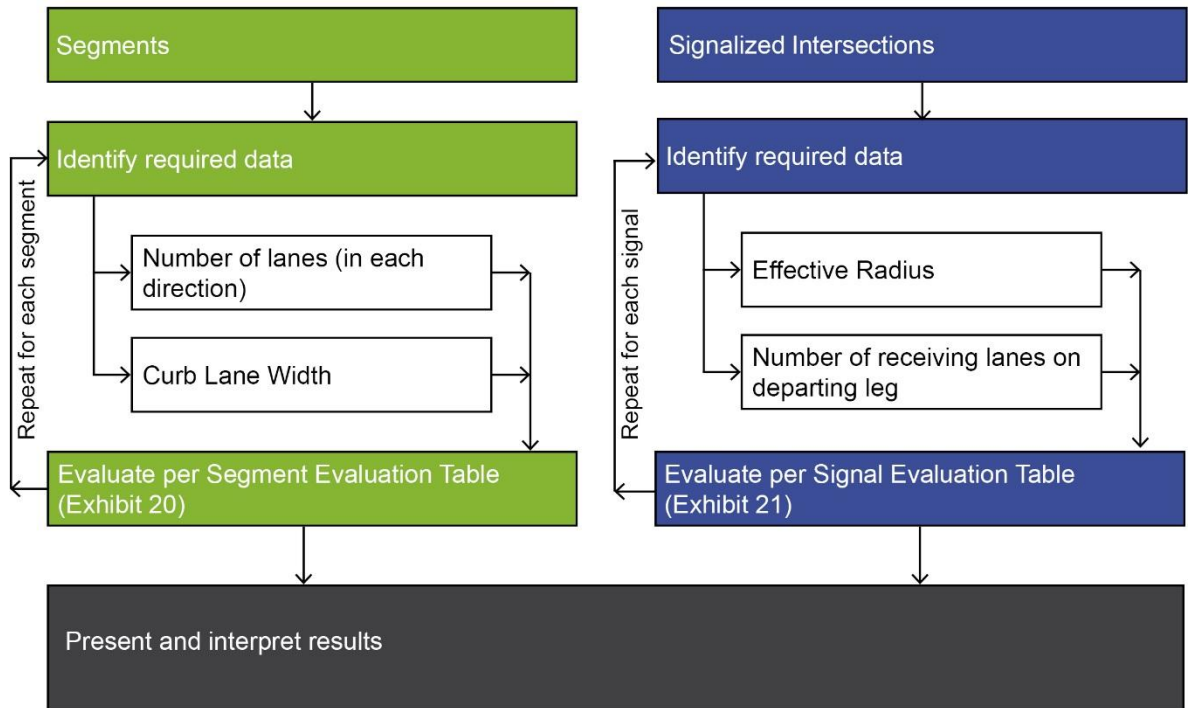 Segments
Identify required data
Repeat for each segment
Number of lanes (in each
direction)
Curb Lane Width
Evaluate per Segment Evaluation Table
(Exhibit 20)
Signalized Intersections
Identify required data
Repeat for each signal
Effective Radius
Number of receiving lanes on
departing leg
Evaluate per Signal Evaluation Table
(Exhibit 21)
Present and interpret results